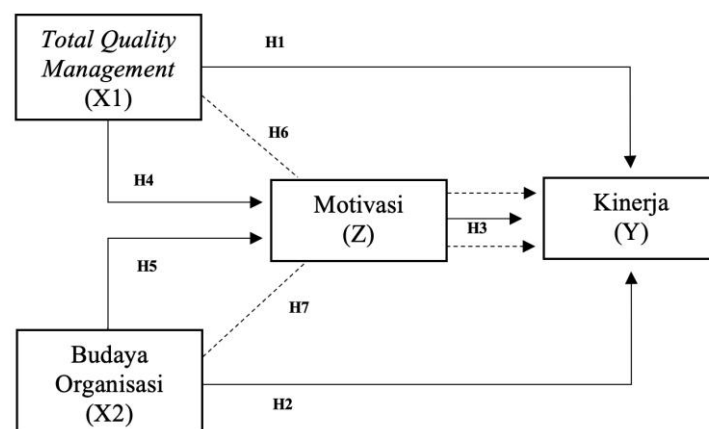 Total Quality
Management
(X1)
H1
H6
H4
Motivasi
(Z)
H3
Kinerja
(Y)
H5
H7
Budaya
Organisasi
(X2)
H2